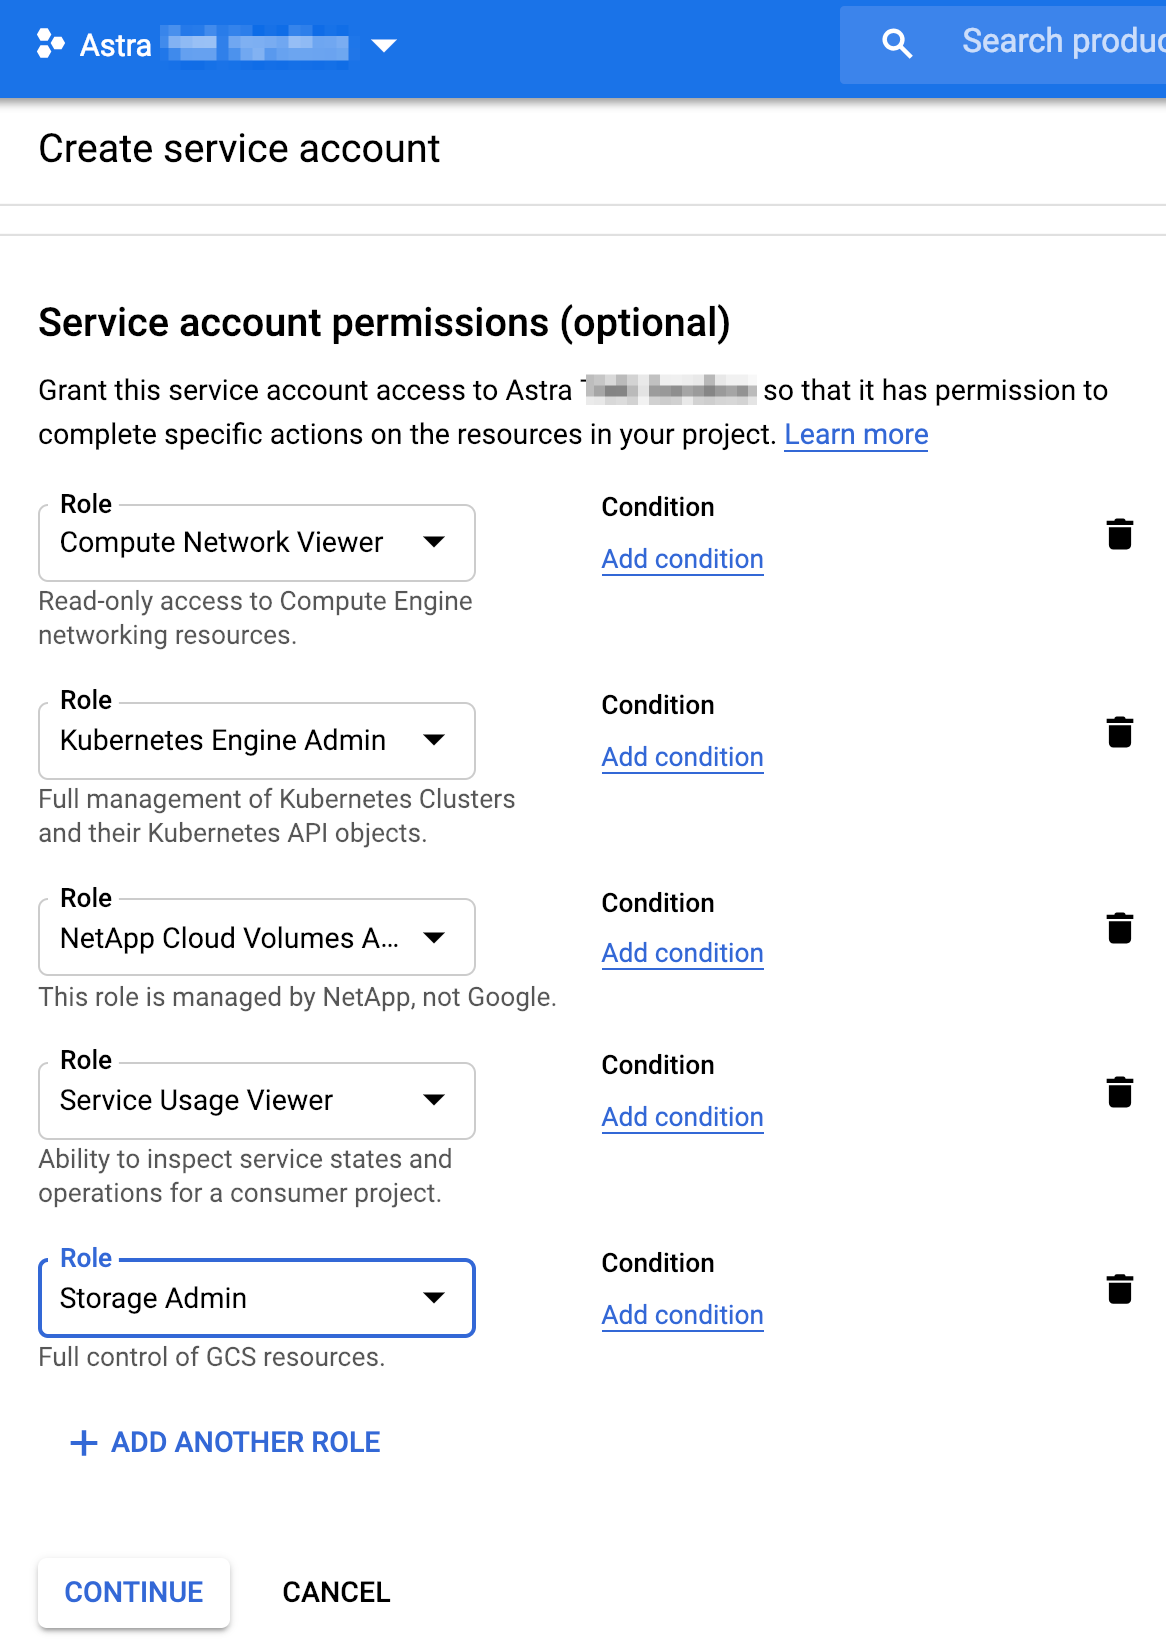 Astra
Search produc
Create service account
Service account permissions (optional)
Grant this service account access to Astra so that it has permission to
complete specific actions on the resources in your project. Learn more
Role
Condition
Compute Network Viewer
Add condition
Read-only access to Compute Engine
networking resources.
Role
Condition
Kubernetes Engine Admin
Add condition
Full management of Kubernetes Clusters
and their Kubernetes API objects.
Role
Condition
NetApp Cloud Volumes A...
Add condition
This role is managed by NetApp, not Google.
Role
Condition
Service Usage Viewer
Add condition
Ability to inspect service states and
operations for a consumer project.
Role
Condition
Storage Admin
Add condition
Full control of GCS resources.
+ ADD ANOTHER ROLE
CONTINUE
CANCEL